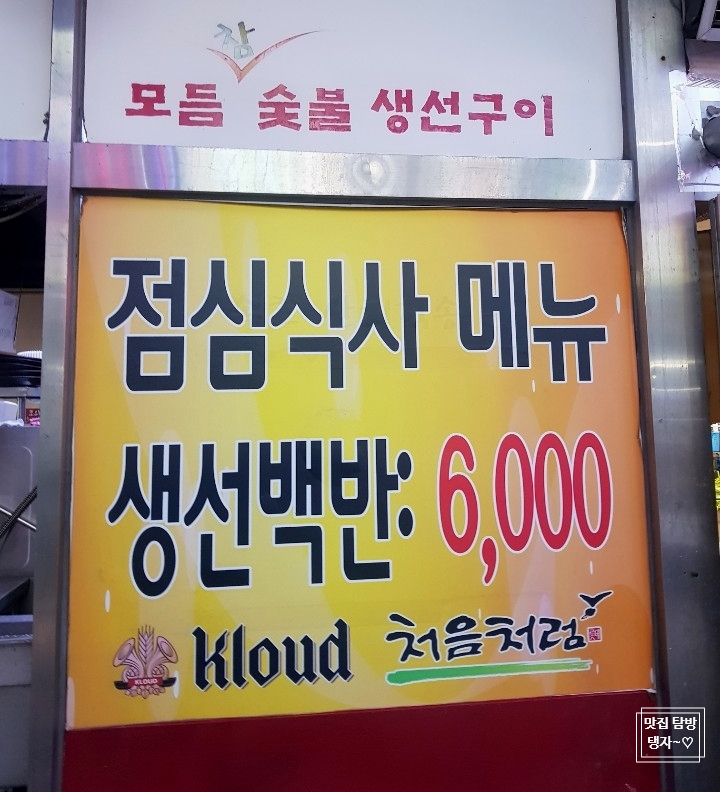 참
모듬 숯불 생선구이
점심식사 메뉴
생선백반: 6,000
KLOUD
Kloud
처음처럼
맛집 탐방
탱자~♡